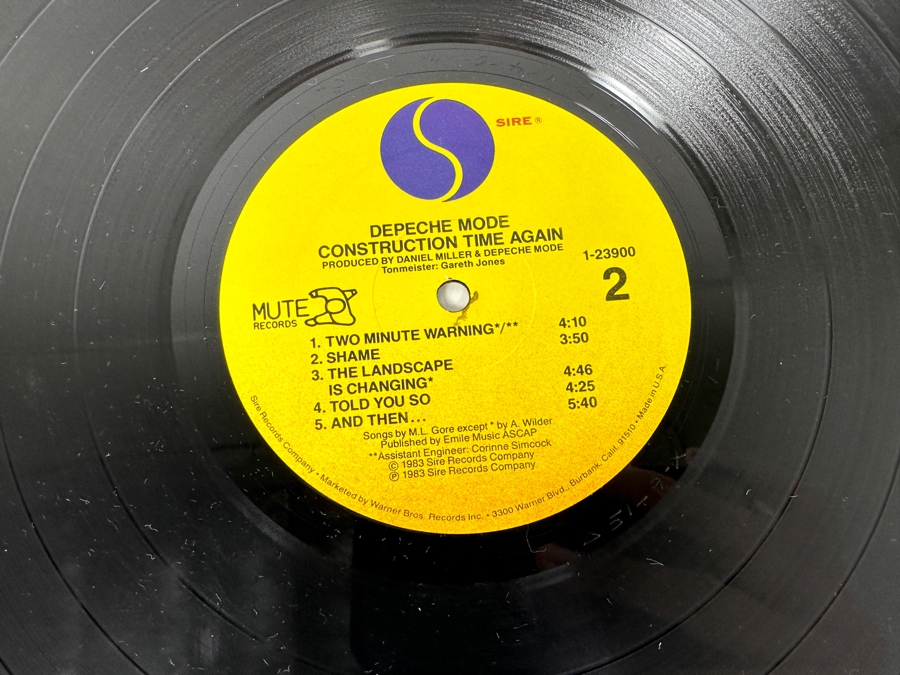 SIRE ®
DEPECHE MODE
CONSTRUCTION TIME AGAIN
PRODUCED BY DANIEL MILLER & DEPECHE MODE
Tonmeister: Gareth Jones
1-23900
2
MUTE
RECORDS
1. TWO MINUTE WARNING*/** 4:10
2. SHAME 3:50
3. THE LANDSCAPE
IS CHANGING* 4:46
4. TOLD YOU SO 4:25
5. AND THEN... 5:40
Songs by M.L. Gore except * by A. Wilder
Published by Emile Music ASCAP
**Assistant Engineer: Corinne Simcock
© 1983 Sire Records Company
℗ 1983 Sire Records Company
Sire Records Company • Marketed by Warner Bros. Records Inc. • 3300 Warner Blvd., Burbank, Calif. 91510 • Made in U.S.A.